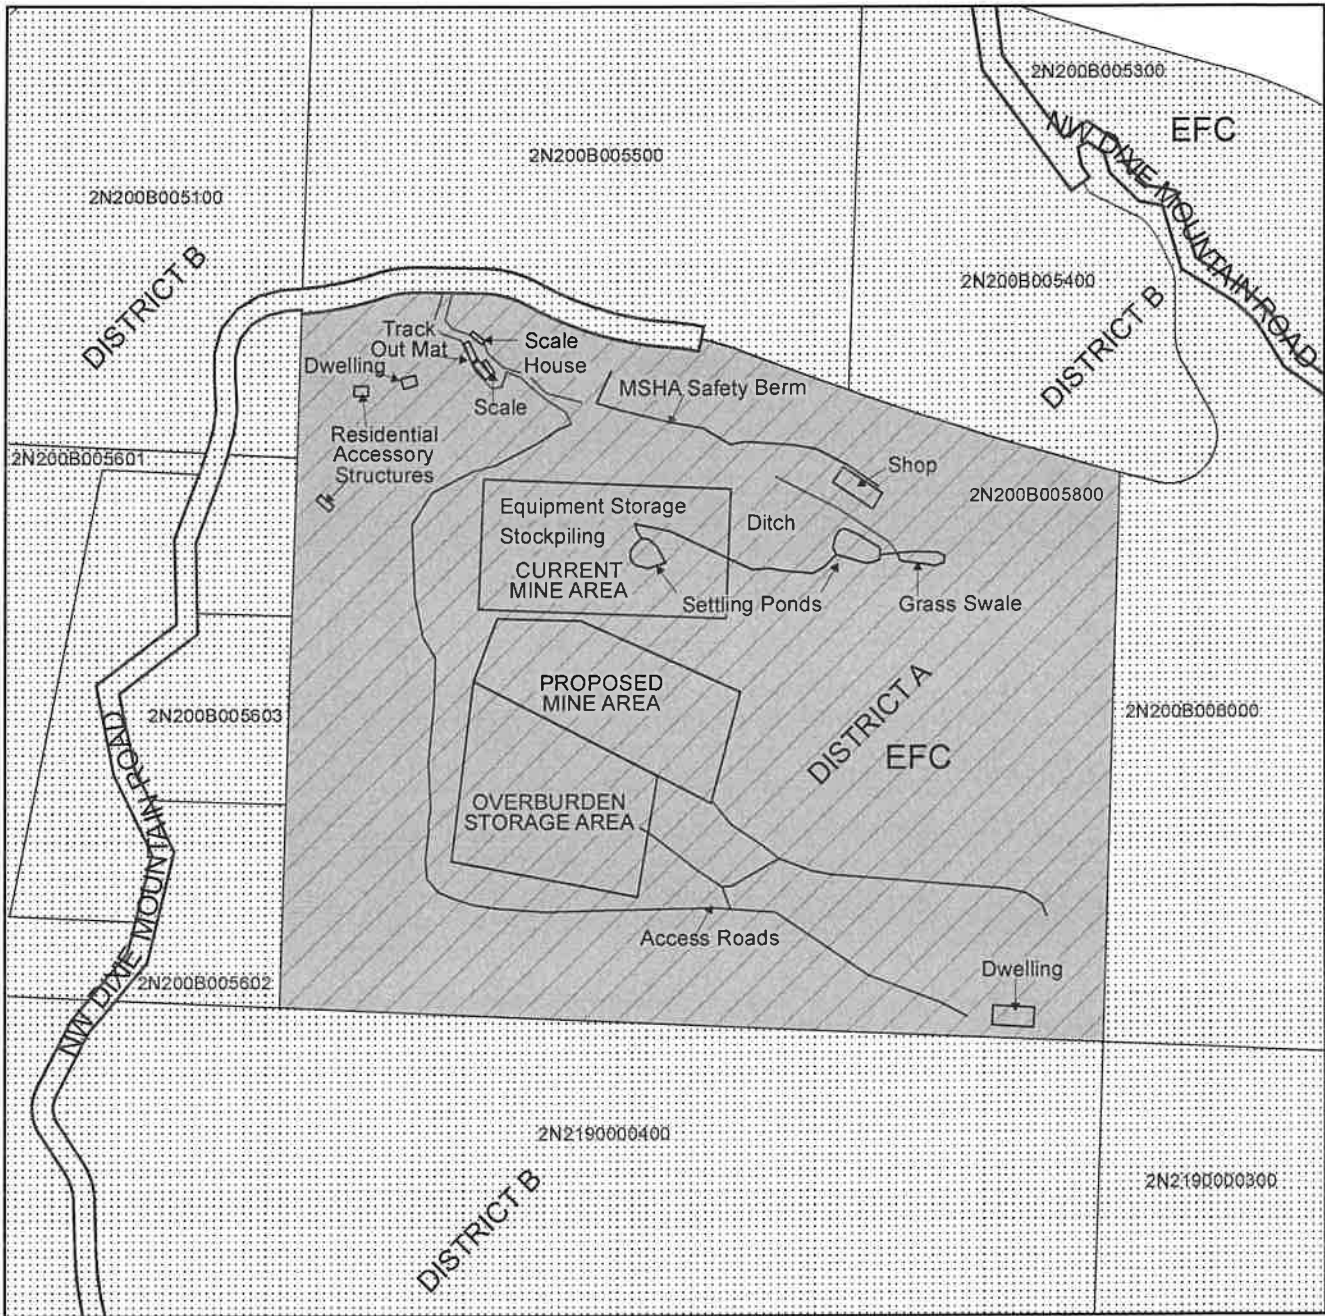 2N200B005300
EFC
NW DIXIE MOUNTAIN ROAD
2N200B005500
2N200B005100
DISTRICT B
2N200B005400
DISTRICT B
Track
Out Mat
Scale
House
Dwelling
Scale
MSHA Safety Berm
Residential
Accessory
Structures
2N200B005601
Shop
2N200B005800
Equipment Storage
Stockpiling
Ditch
CURRENT
MINE AREA
Settling Ponds
Grass Swale
PROPOSED
MINE AREA
DISTRICT A
EFC
2N200B005603
2N200B006000
NW DIXIE MOUNTAIN ROAD
OVERBURDEN
STORAGE AREA
Access Roads
Dwelling
2N200B005602
2N2190000400
2N2190000300
DISTRICT B